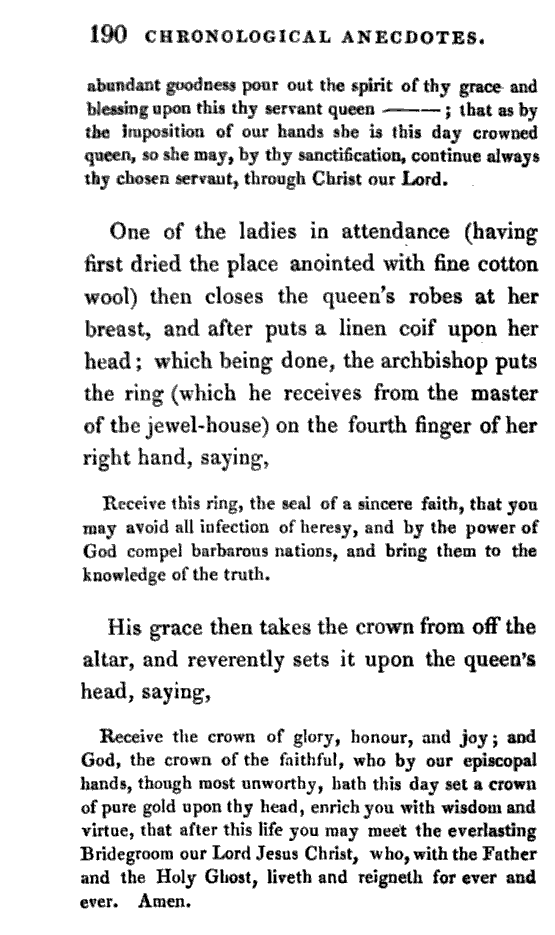 190 CHRONOLOGICAL ANECDOTES.
abundant goodness pour out the spirit of thy grace and
blessing upon this thy servant queen ———; that as by
the imposition of our hands she is this day crowned
queen, so she may, by thy sanctification, continue always
thy chosen servant, through Christ our Lord.
One of the ladies in attendance (having
first dried the place anointed with fine cotton
wool) then closes the queen's robes at her
breast, and after puts a linen coif upon her
head; which being done, the archbishop puts
the ring (which he receives from the master
of the jewel-house) on the fourth finger of her
right hand, saying,
Receive this ring, the seal of a sincere faith, that you
may avoid all infection of heresy, and by the power of
God compel barbarous nations, and bring them to the
knowledge of the truth.
His grace then takes the crown from off the
altar, and reverently sets it upon the queen's
head, saying,
Receive the crown of glory, honour, and joy; and
God, the crown of the faithful, who by our episcopal
hands, though most unworthy, hath this day set a crown
of pure gold upon thy head, enrich you with wisdom and
virtue, that after this life you may meet the everlasting
Bridegroom our Lord Jesus Christ, who, with the Father
and the Holy Ghost, liveth and reigneth for ever and
ever. Amen.